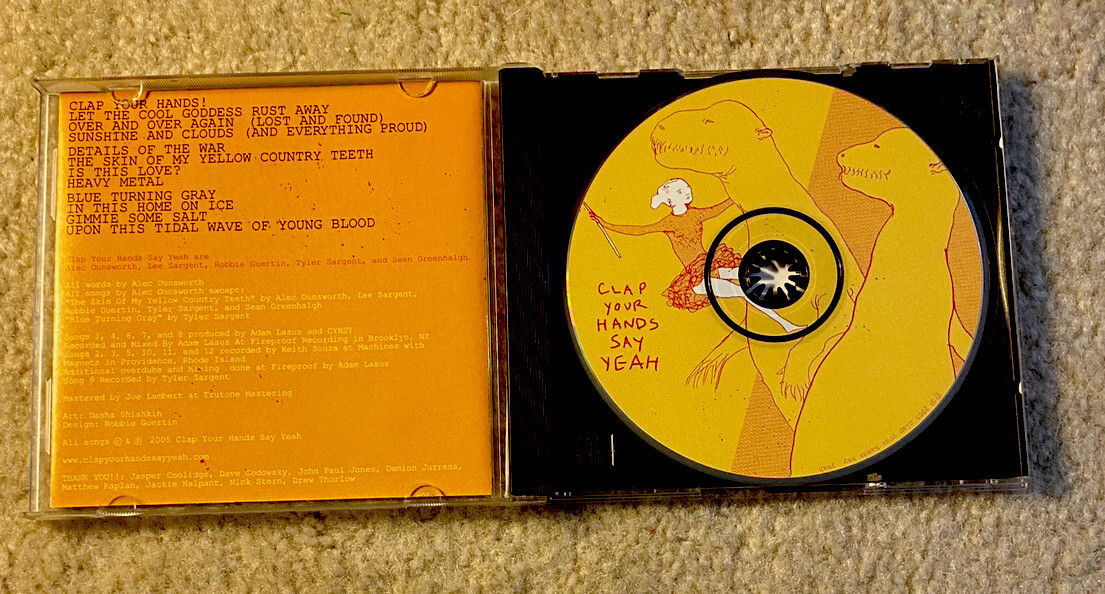 CLAP YOUR HANDS!
LET THE COOL GODDESS RUST AWAY
OVER AND OVER AGAIN (LOST AND FOUND)
SUNSHINE AND CLOUDS (AND EVERYTHING PROUD)
DETAILS OF THE WAR
THE SKIN OF MY YELLOW COUNTRY TEETH
IS THIS LOVE?
HEAVY METAL
BLUE TURNING GRAY
IN THIS HOME ON ICE
GIMMIE SOME SALT
UPON THIS TIDAL WAVE OF YOUNG BLOOD
Clap Your Hands Say Yeah are
Alec Ounsworth, Lee Sargent, Robbie Guertin, Tyler Sargent, and Sean Greenhalgh
All words by Alec Ounsworth
All songs by Alec Ounsworth except:
"The Skin Of My Yellow Country Teeth" by Alec Ounsworth, Lee Sargent,
Robbie Guertin, Tyler Sargent, and Sean Greenhalgh
"Blue Turning Gray" by Tyler Sargent
Songs 1, 4, 6, 7, and 8 produced by Adam Lasus and CYHSY
Recorded and Mixed By Adam Lasus At Fireproof Recording in Brooklyn, NY
Songs 2, 3, 5, 10, 11, and 12 recorded by Keith Souza at Machines with
Magnets in Providence, Rhode Island
Additional overdubs and Mixing done at Fireproof by Adam Lasus
Song 9 Recorded by Tyler Sargent
Mastered by Joe Lambert at Trutone Mastering
Art: Dasha Shishkin
Design: Robbie Guertin
All songs © & ℗ 2005 Clap Your Hands Say Yeah
www.clapyourhandssayyeah.com
THANK YOU!!: Jasper Coolidge, Dave Godowsky, John Paul Jones, Damion Jurrens,
Matthew Kaplan, Jackie Nalpant, Nick Stern, Drew Thurlow
CLAP
YOUR
HANDS
SAY
YEAH
℗ © 2005 Clap Your Hands Say Yeah